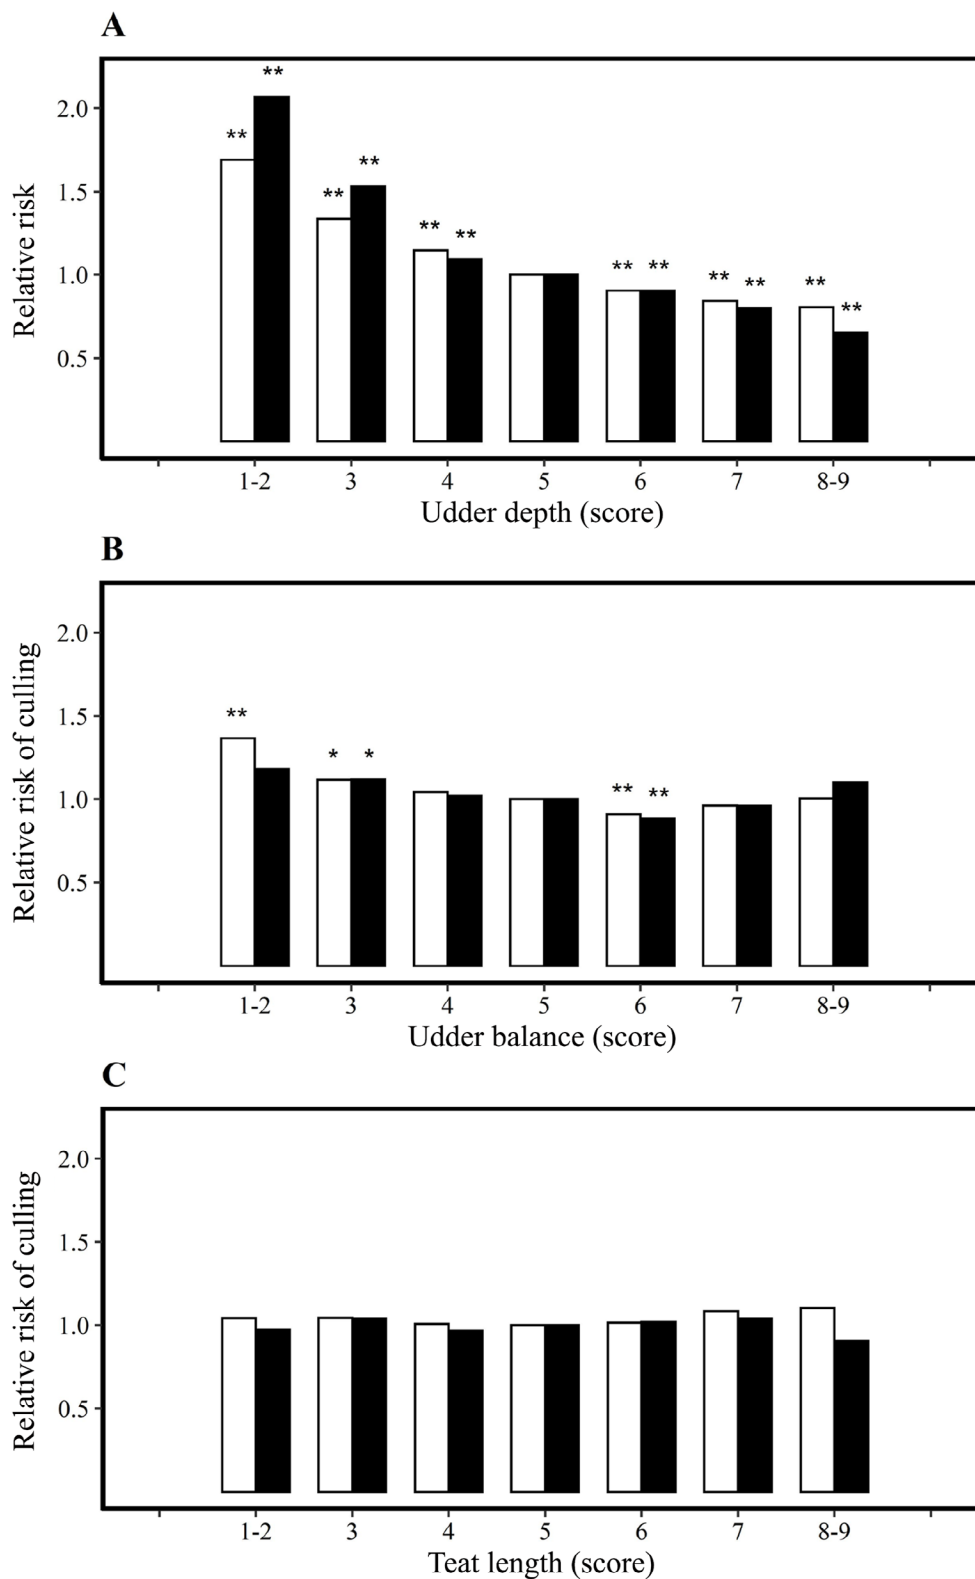 A
Relative risk
2.0
1.5
1.0
0.5
** ** ** ** ** ** ** ** ** ** ** **
1-2 3 4 5 6 7 8-9
Udder depth (score)
B
Relative risk of culling
2.0
1.5
1.0
0.5
** * * ** **
1-2 3 4 5 6 7 8-9
Udder balance (score)
C
Relative risk of culling
2.0
1.5
1.0
0.5
1-2 3 4 5 6 7 8-9
Teat length (score)